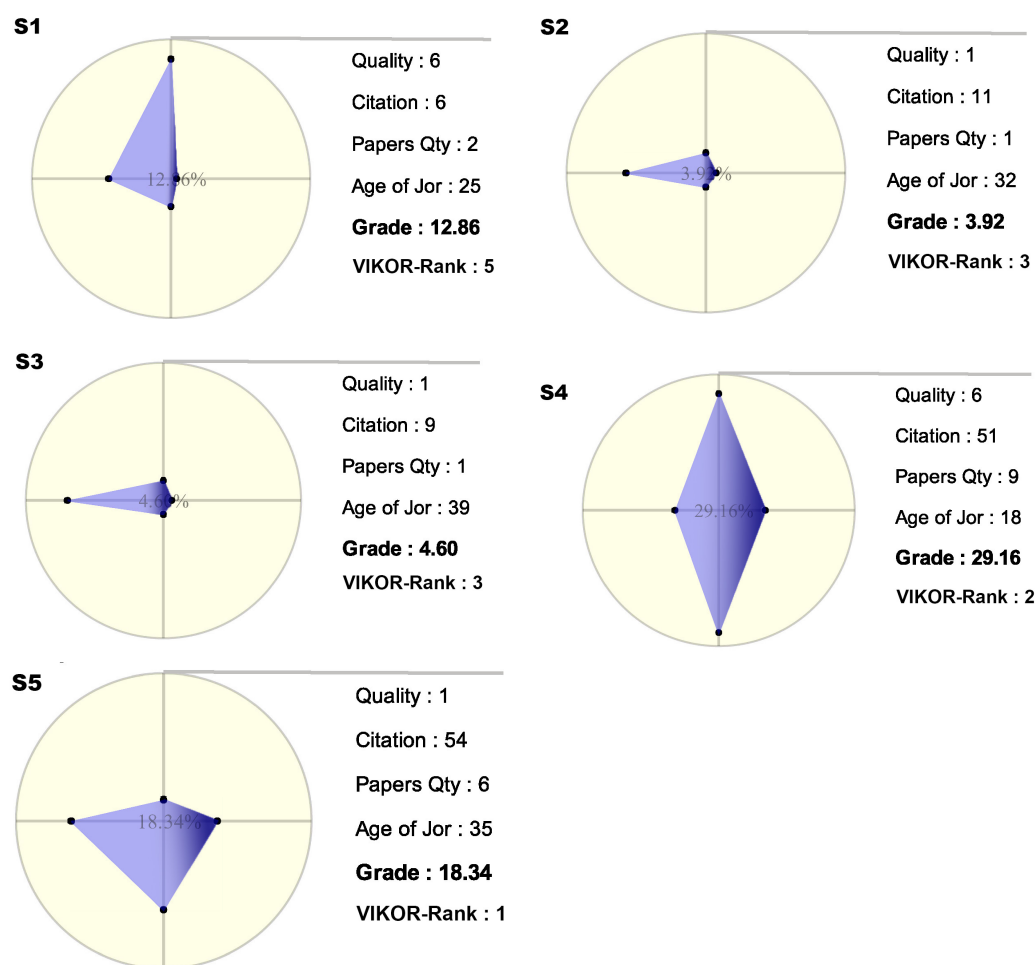 S1
12.86%
Quality : 6
Citation : 6
Papers Qty : 2
Age of Jor : 25
Grade : 12.86
VIKOR-Rank : 5
S2
3.92%
Quality : 1
Citation : 11
Papers Qty : 1
Age of Jor : 32
Grade : 3.92
VIKOR-Rank : 3
S3
4.60%
Quality : 1
Citation : 9
Papers Qty : 1
Age of Jor : 39
Grade : 4.60
VIKOR-Rank : 3
S4
29.16%
Quality : 6
Citation : 51
Papers Qty : 9
Age of Jor : 18
Grade : 29.16
VIKOR-Rank : 2
S5
18.34%
Quality : 1
Citation : 54
Papers Qty : 6
Age of Jor : 35
Grade : 18.34
VIKOR-Rank : 1